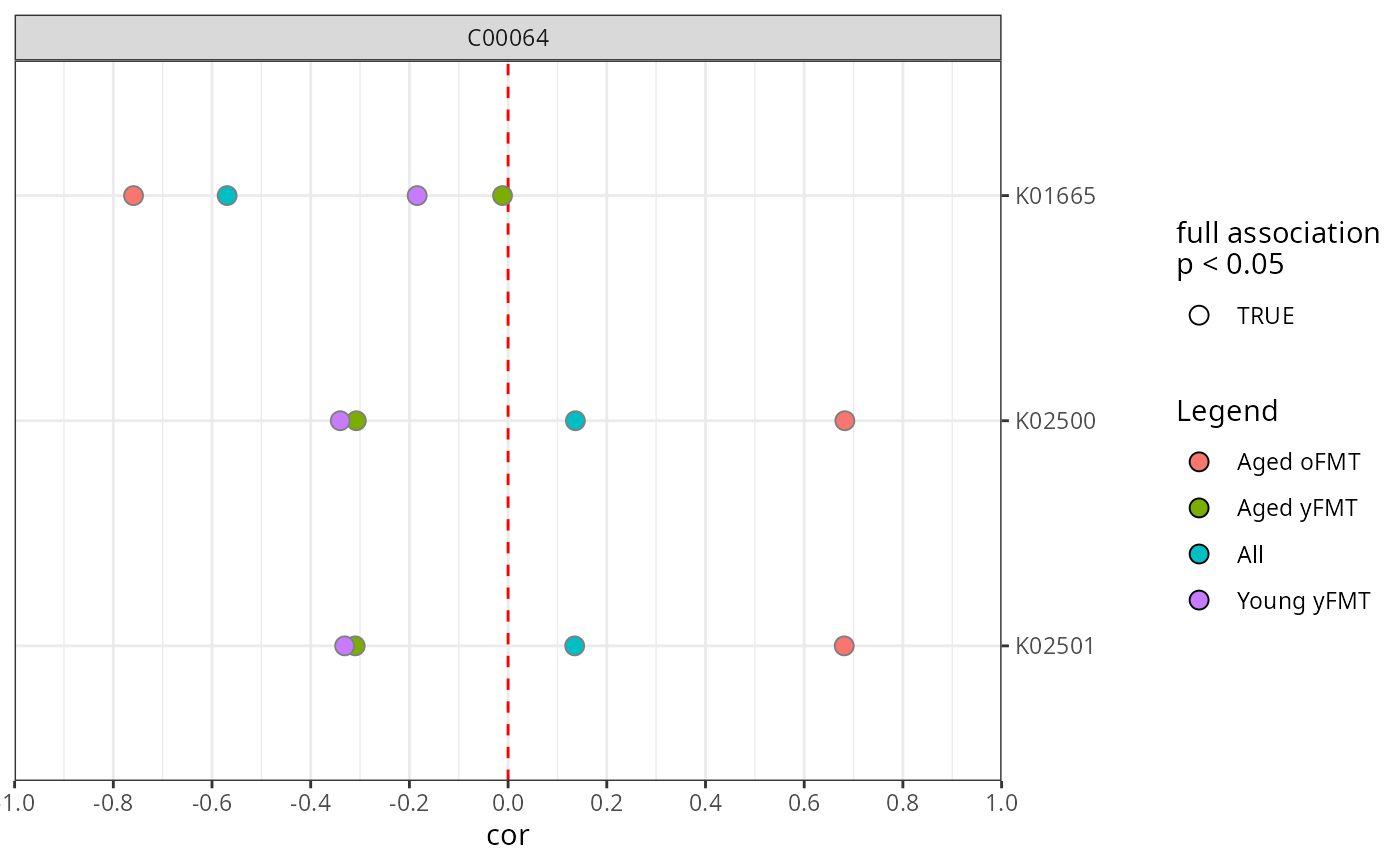 C00064
K01665
K02500
K02501
-1.0 -0.8 -0.6 -0.4 -0.2 0.0 0.2 0.4 0.6 0.8 1.0
cor
full association
p < 0.05
TRUE
Legend
Aged oFMT
Aged yFMT
All
Young yFMT